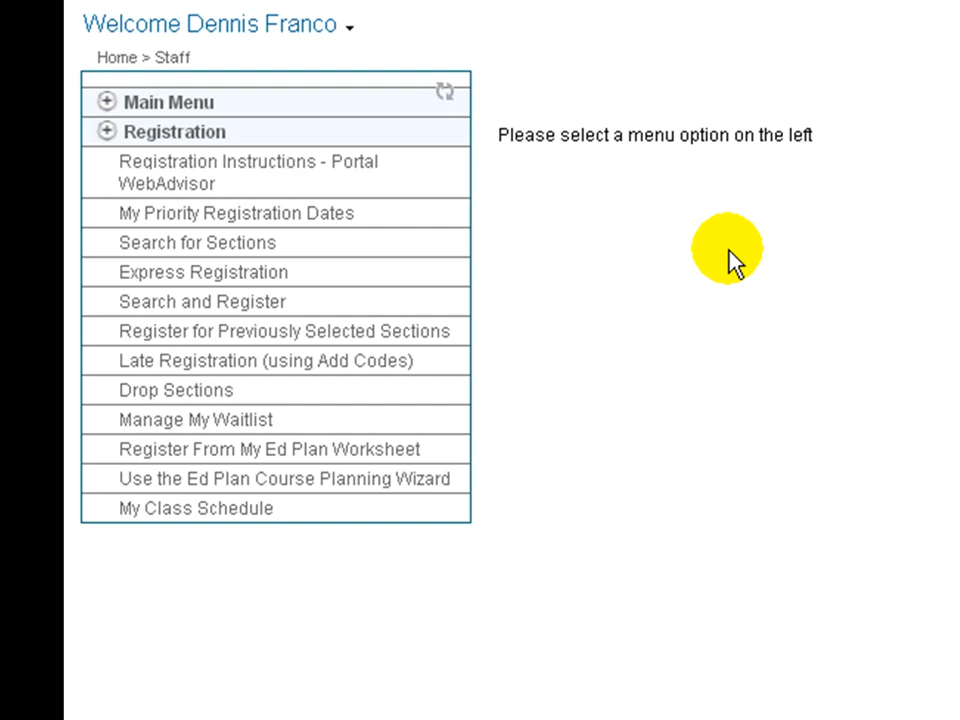 Welcome Dennis Franco
Home > Staff
Main Menu
Registration
Registration Instructions - Portal
WebAdvisor
My Priority Registration Dates
Search for Sections
Express Registration
Search and Register
Register for Previously Selected Sections
Late Registration (using Add Codes)
Drop Sections
Manage My Waitlist
Register From My Ed Plan Worksheet
Use the Ed Plan Course Planning Wizard
My Class Schedule
Please select a menu option on the left